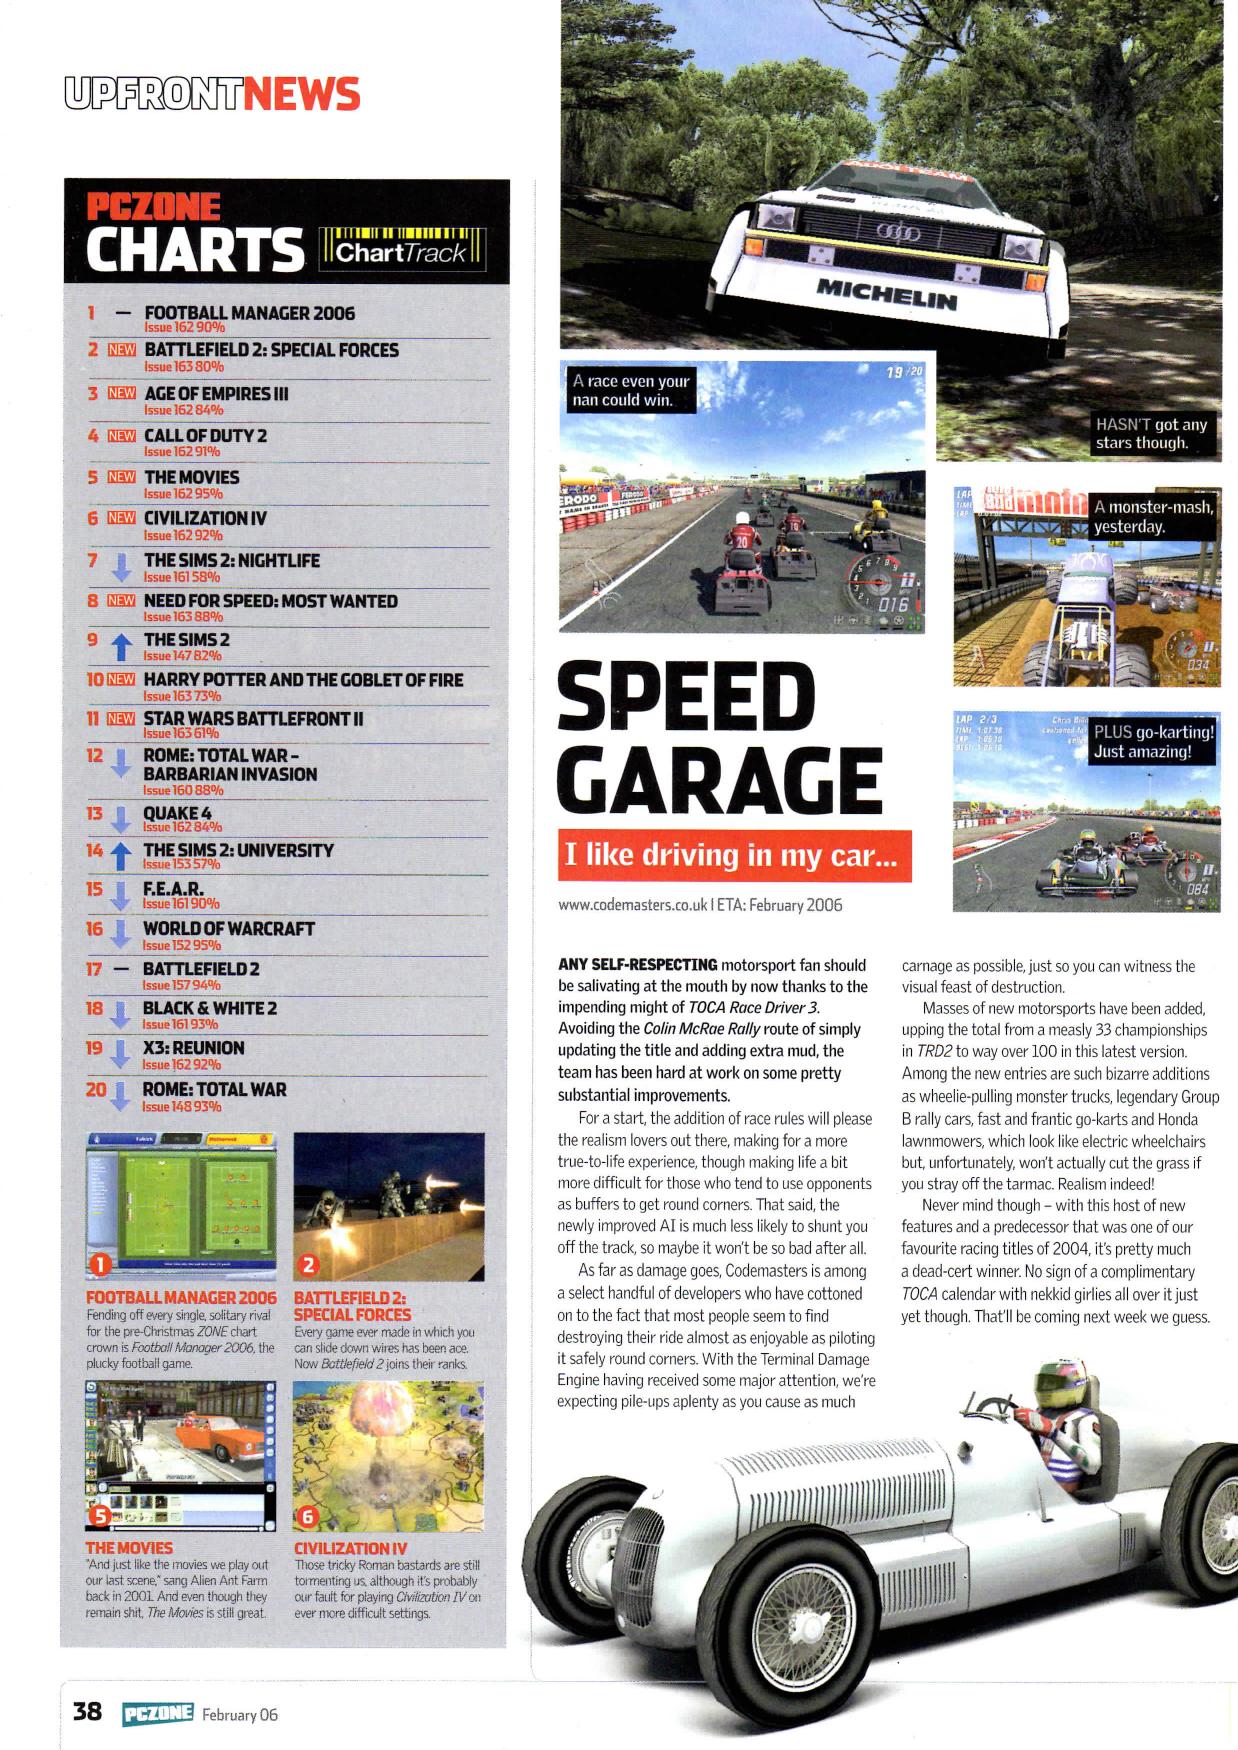 UPFRONTNEWS
PCZONE
CHARTS
ChartTrack
1 — FOOTBALL MANAGER 2006
Issue 162 90%
2 NEW BATTLEFIELD 2: SPECIAL FORCES
Issue 163 80%
3 NEW AGE OF EMPIRES III
Issue 162 84%
4 NEW CALL OF DUTY 2
Issue 162 91%
5 NEW THE MOVIES
Issue 162 95%
6 NEW CIVILIZATION IV
Issue 162 92%
7 THE SIMS 2: NIGHTLIFE
Issue 161 58%
8 NEW NEED FOR SPEED: MOST WANTED
Issue 163 88%
9 THE SIMS 2
Issue 147 82%
10 NEW HARRY POTTER AND THE GOBLET OF FIRE
Issue 163 73%
11 NEW STAR WARS BATTLEFRONT II
Issue 163 61%
12 ROME: TOTAL WAR –
BARBARIAN INVASION
Issue 160 88%
13 QUAKE 4
Issue 162 84%
14 THE SIMS 2: UNIVERSITY
Issue 153 57%
15 F.E.A.R.
Issue 161 90%
16 WORLD OF WARCRAFT
Issue 152 95%
17 — BATTLEFIELD 2
Issue 157 94%
18 BLACK & WHITE 2
Issue 161 93%
19 X3: REUNION
Issue 162 92%
20 ROME: TOTAL WAR
Issue 148 93%
1
FOOTBALL MANAGER 2006
Fending off every single, solitary rival
for the pre-Christmas ZONE chart
crown is Football Manager 2006, the
plucky football game.
2
BATTLEFIELD 2:
SPECIAL FORCES
Every game ever made in which you
can slide down wires has been ace.
Now Battlefield 2 joins their ranks.
5
THE MOVIES
"And just like the movies we play out
our last scene," sang Alien Ant Farm
back in 2001. And even though they
remain shit, The Movies is still great.
6
CIVILIZATION IV
Those tricky Roman bastards are still
tormenting us, although it's probably
our fault for playing Civilization IV on
ever more difficult settings.
MICHELIN
HASN'T got any
stars though.
A race even your
nan could win.
19/20
FERODO
20
016
A monster-mash,
yesterday.
034
PLUS go-karting!
Just amazing!
LAP 2/3
084
SPEED
GARAGE
I like driving in my car...
www.codemasters.co.uk | ETA: February 2006
ANY SELF-RESPECTING motorsport fan should
be salivating at the mouth by now thanks to the
impending might of TOCA Race Driver 3.
Avoiding the Colin McRae Rally route of simply
updating the title and adding extra mud, the
team has been hard at work on some pretty
substantial improvements.
For a start, the addition of race rules will please
the realism lovers out there, making for a more
true-to-life experience, though making life a bit
more difficult for those who tend to use opponents
as buffers to get round corners. That said, the
newly improved AI is much less likely to shunt you
off the track, so maybe it won't be so bad after all.
As far as damage goes, Codemasters is among
a select handful of developers who have cottoned
on to the fact that most people seem to find
destroying their ride almost as enjoyable as piloting
it safely round corners. With the Terminal Damage
Engine having received some major attention, we're
expecting pile-ups aplenty as you cause as much
carnage as possible, just so you can witness the
visual feast of destruction.
Masses of new motorsports have been added,
upping the total from a measly 33 championships
in TRD2 to way over 100 in this latest version.
Among the new entries are such bizarre additions
as wheelie-pulling monster trucks, legendary Group
B rally cars, fast and frantic go-karts and Honda
lawnmowers, which look like electric wheelchairs
but, unfortunately, won't actually cut the grass if
you stray off the tarmac. Realism indeed!
Never mind though – with this host of new
features and a predecessor that was one of our
favourite racing titles of 2004, it's pretty much
a dead-cert winner. No sign of a complimentary
TOCA calendar with nekkid girlies all over it just
yet though. That'll be coming next week we guess.
38 PCZONE February 06